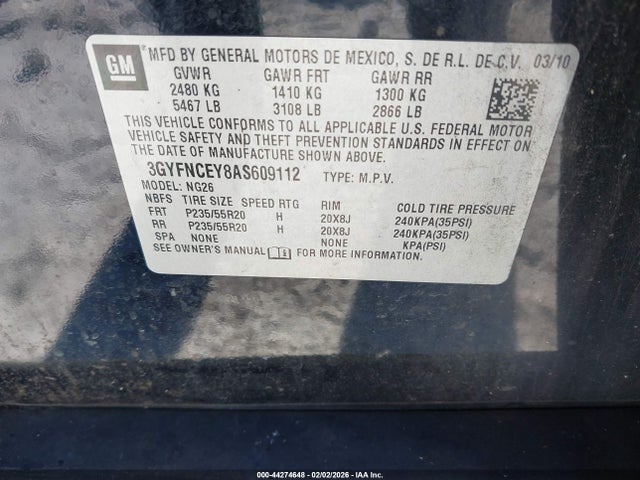 GM
MFD BY GENERAL MOTORS DE MEXICO, S. DE R.L. DE C.V. 03/10
GVWR GAWR FRT GAWR RR
2480 KG 1410 KG 1300 KG
5467 LB 3108 LB 2866 LB
THIS VEHICLE CONFORMS TO ALL APPLICABLE U.S. FEDERAL MOTOR
VEHICLE SAFETY AND THEFT PREVENTION STANDARDS IN EFFECT ON THE
DATE OF MANUFACTURE SHOWN ABOVE.
3GYFNCEY8AS609112 TYPE: M.P.V.
MODEL: NG26
NBFS TIRE SIZE SPEED RTG RIM COLD TIRE PRESSURE
FRT P235/55R20 H 20X8J 240KPA(35PSI)
RR P235/55R20 H 20X8J 240KPA(35PSI)
SPA NONE NONE KPA(PSI)
SEE OWNER'S MANUAL FOR MORE INFORMATION.
000-44274648 - 02/02/2026 - IAA Inc.